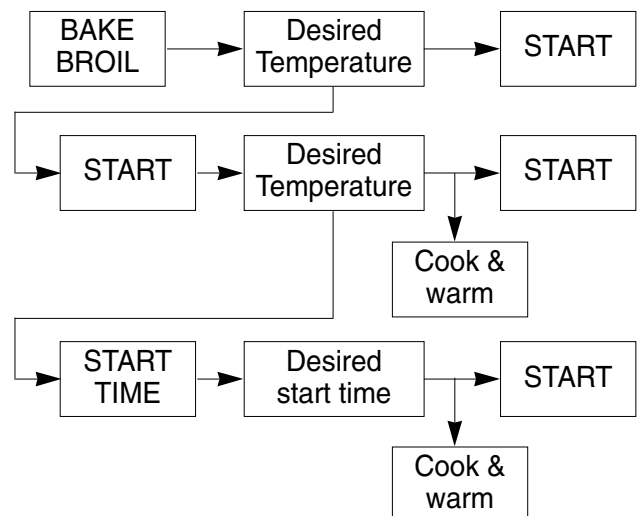 BAKE
BROIL
Desired
Temperature
START
START
Desired
Temperature
START
Cook &
warm
START
TIME
Desired
start time
START
Cook &
warm